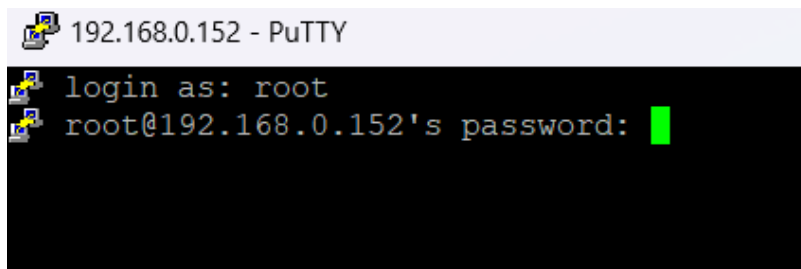 192.168.0.152 - PuTTY
login as: root
root@192.168.0.152's password: